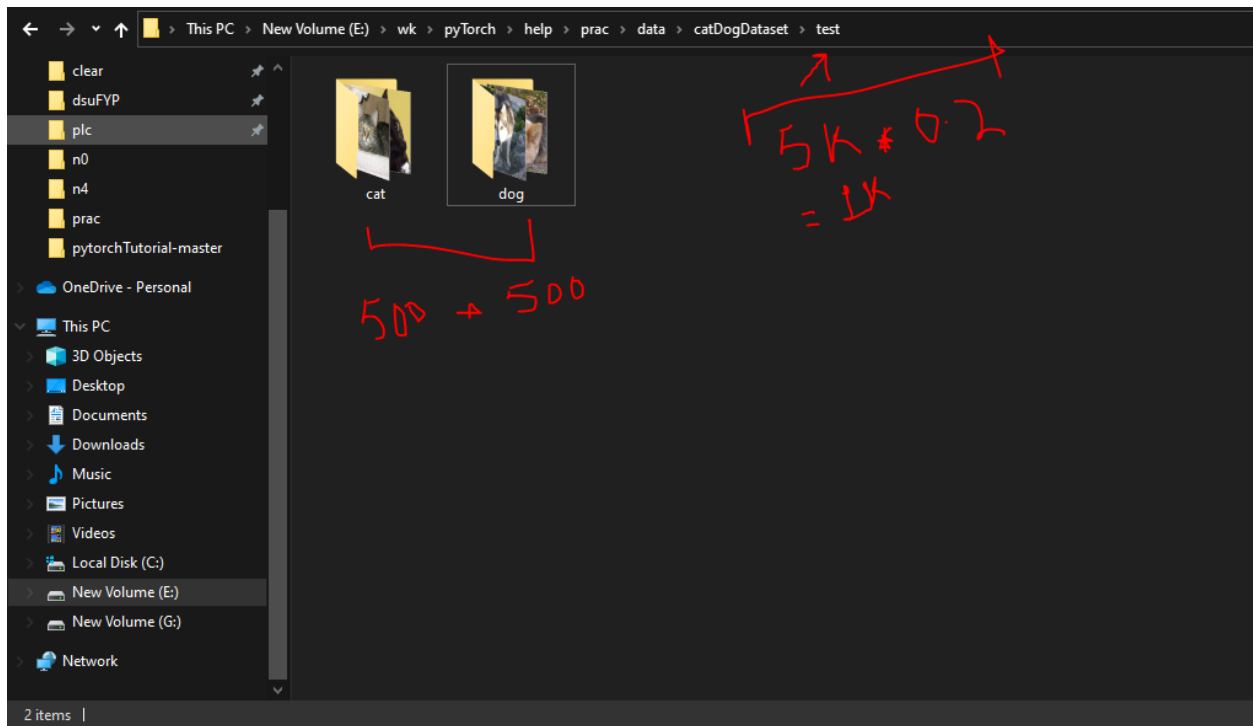 This PC > New Volume (E:) > wk > pyTorch > help > prac > data > catDogDataset > test
clear
dsuFYP
plc
n0
n4
prac
pytorchTutorial-master
OneDrive - Personal
This PC
3D Objects
Desktop
Documents
Downloads
Music
Pictures
Videos
Local Disk (C:)
New Volume (E:)
New Volume (G:)
Network
cat
dog
500 + 500
5K * 0.2
= 1K
2 items